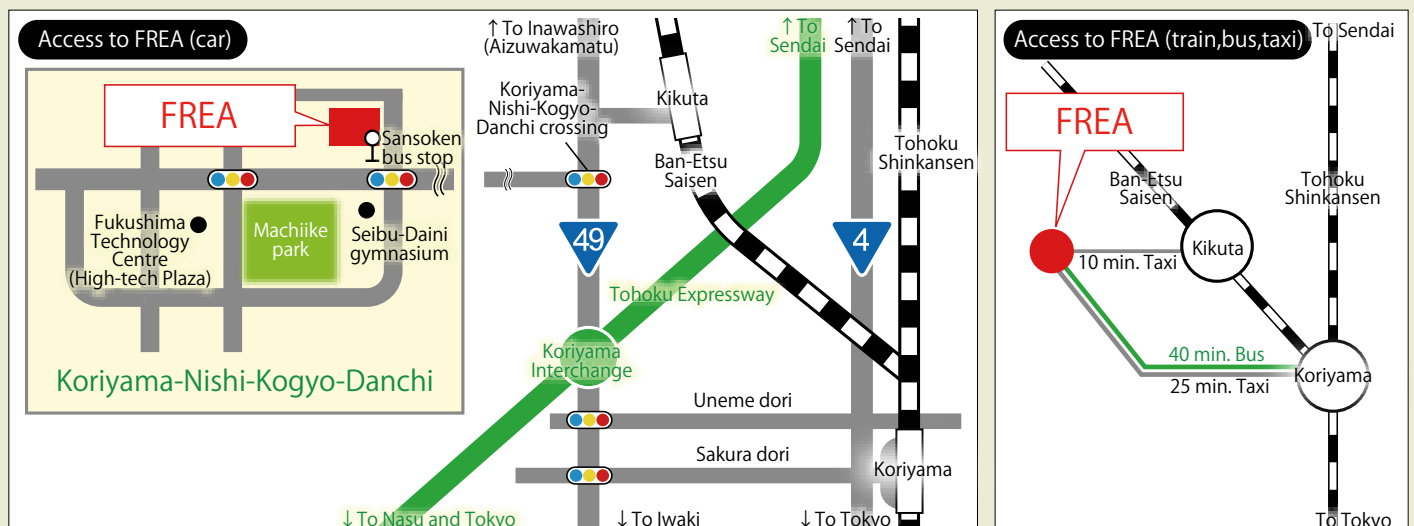 Access to FREA (car)
FREA
Sansoken
bus stop
Fukushima
Technology
Centre
(High-tech Plaza)
Machiike
park
Seibu-Daini
gymnasium
Koriyama-Nishi-Kogyo-Danchi
↑ To Inawashiro
(Aizuwakamatu)
Koriyama-
Nishi-Kogyo-
Danchi crossing
Kikuta
Ban-Etsu
Saisen
↑ To
Sendai
↑ To
Sendai
Tohoku
Shinkansen
49
4
Tohoku Expressway
Koriyama
Interchange
Uneme dori
Sakura dori
Koriyama
↓ To Nasu and Tokyo
↓ To Iwaki
↓ To Tokyo
Access to FREA (train,bus,taxi)
To Sendai
FREA
Ban-Etsu
Saisen
Tohoku
Shinkansen
Kikuta
10 min. Taxi
40 min. Bus
25 min. Taxi
Koriyama
To Tokyo